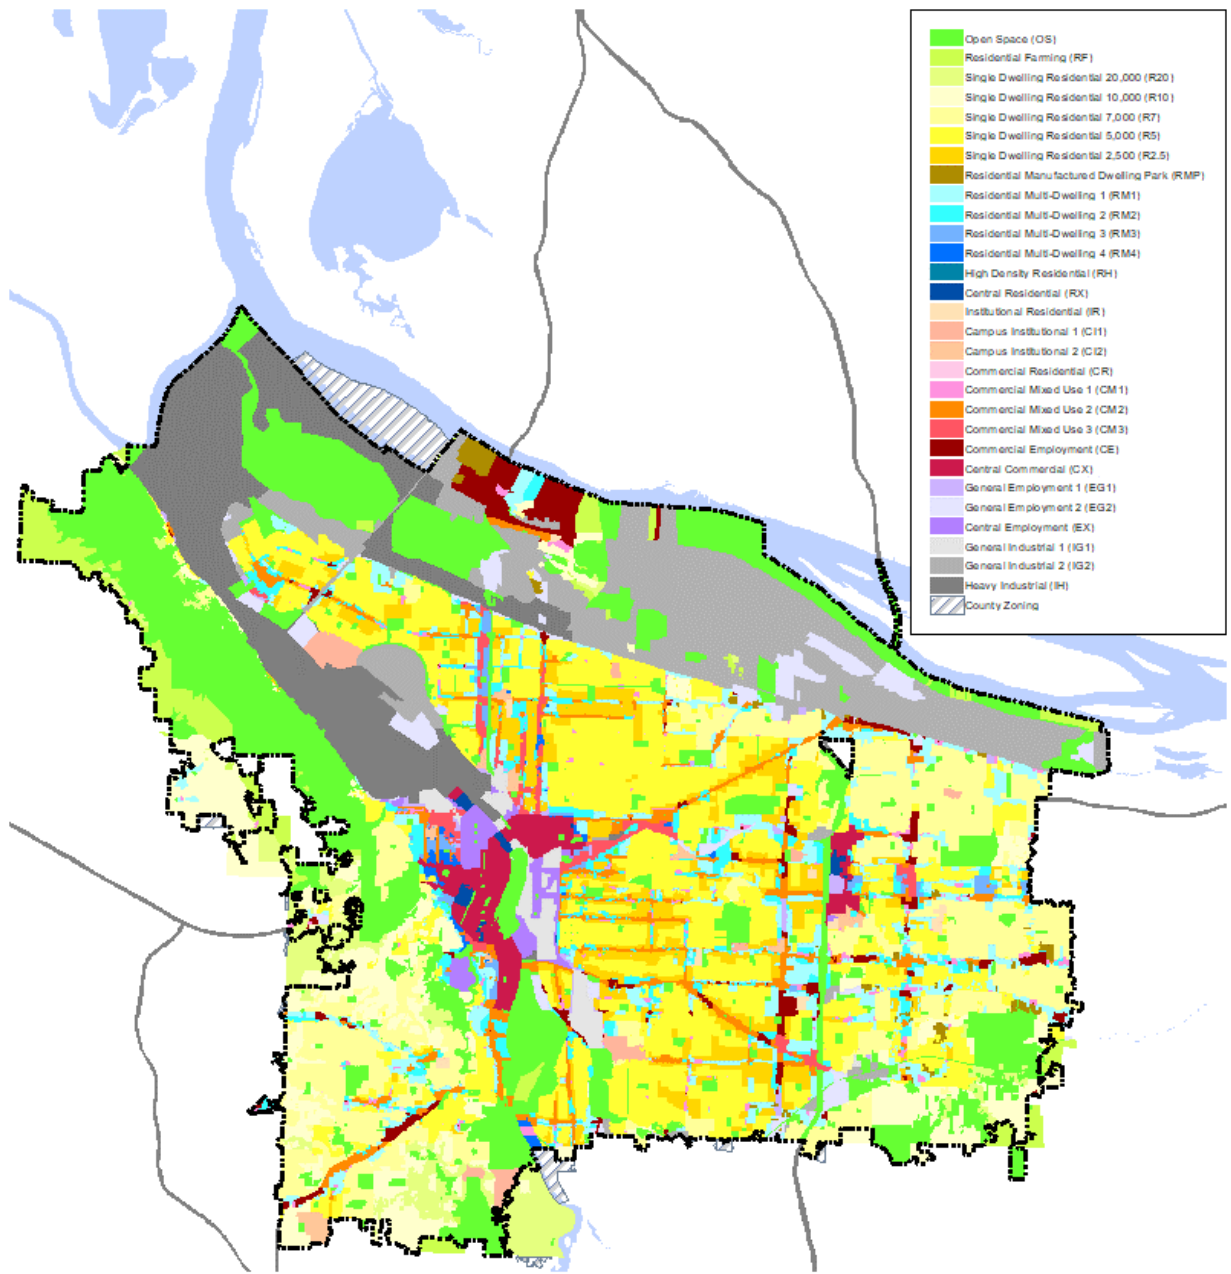 Open Space (OS)
Residential Farming (RF)
Single Dwelling Residential 20,000 (R20)
Single Dwelling Residential 10,000 (R10)
Single Dwelling Residential 7,000 (R7)
Single Dwelling Residential 5,000 (R5)
Single Dwelling Residential 2,500 (R2.5)
Residential Manufactured Dwelling Park (RMP)
Residential Multi-Dwelling 1 (RM1)
Residential Multi-Dwelling 2 (RM2)
Residential Multi-Dwelling 3 (RM3)
Residential Multi-Dwelling 4 (RM4)
High Density Residential (RH)
Central Residential (RX)
Institutional Residential (IR)
Campus Institutional 1 (CI1)
Campus Institutional 2 (CI2)
Commercial Residential (CR)
Commercial Mixed Use 1 (CM1)
Commercial Mixed Use 2 (CM2)
Commercial Mixed Use 3 (CM3)
Commercial Employment (CE)
Central Commercial (CX)
General Employment 1 (EG1)
General Employment 2 (EG2)
Central Employment (EX)
General Industrial 1 (IG1)
General Industrial 2 (IG2)
Heavy Industrial (IH)
County Zoning